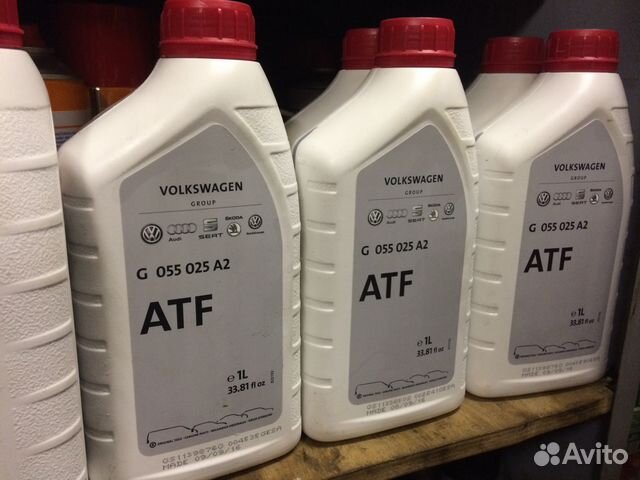 VOLKSWAGEN
GROUP
Audi
SEAT
ŠKODA
G 055 025 A2
ATF
e 1L
33.81 fl oz
MADE 09/09/16
VOLKSWAGEN
GROUP
G 055 025 A2
ATF
e 1L
33.81 fl oz
VOLKSWAGEN
GROUP
G 055 025 A2
ATF
e 1L
33.81 fl oz
Avito